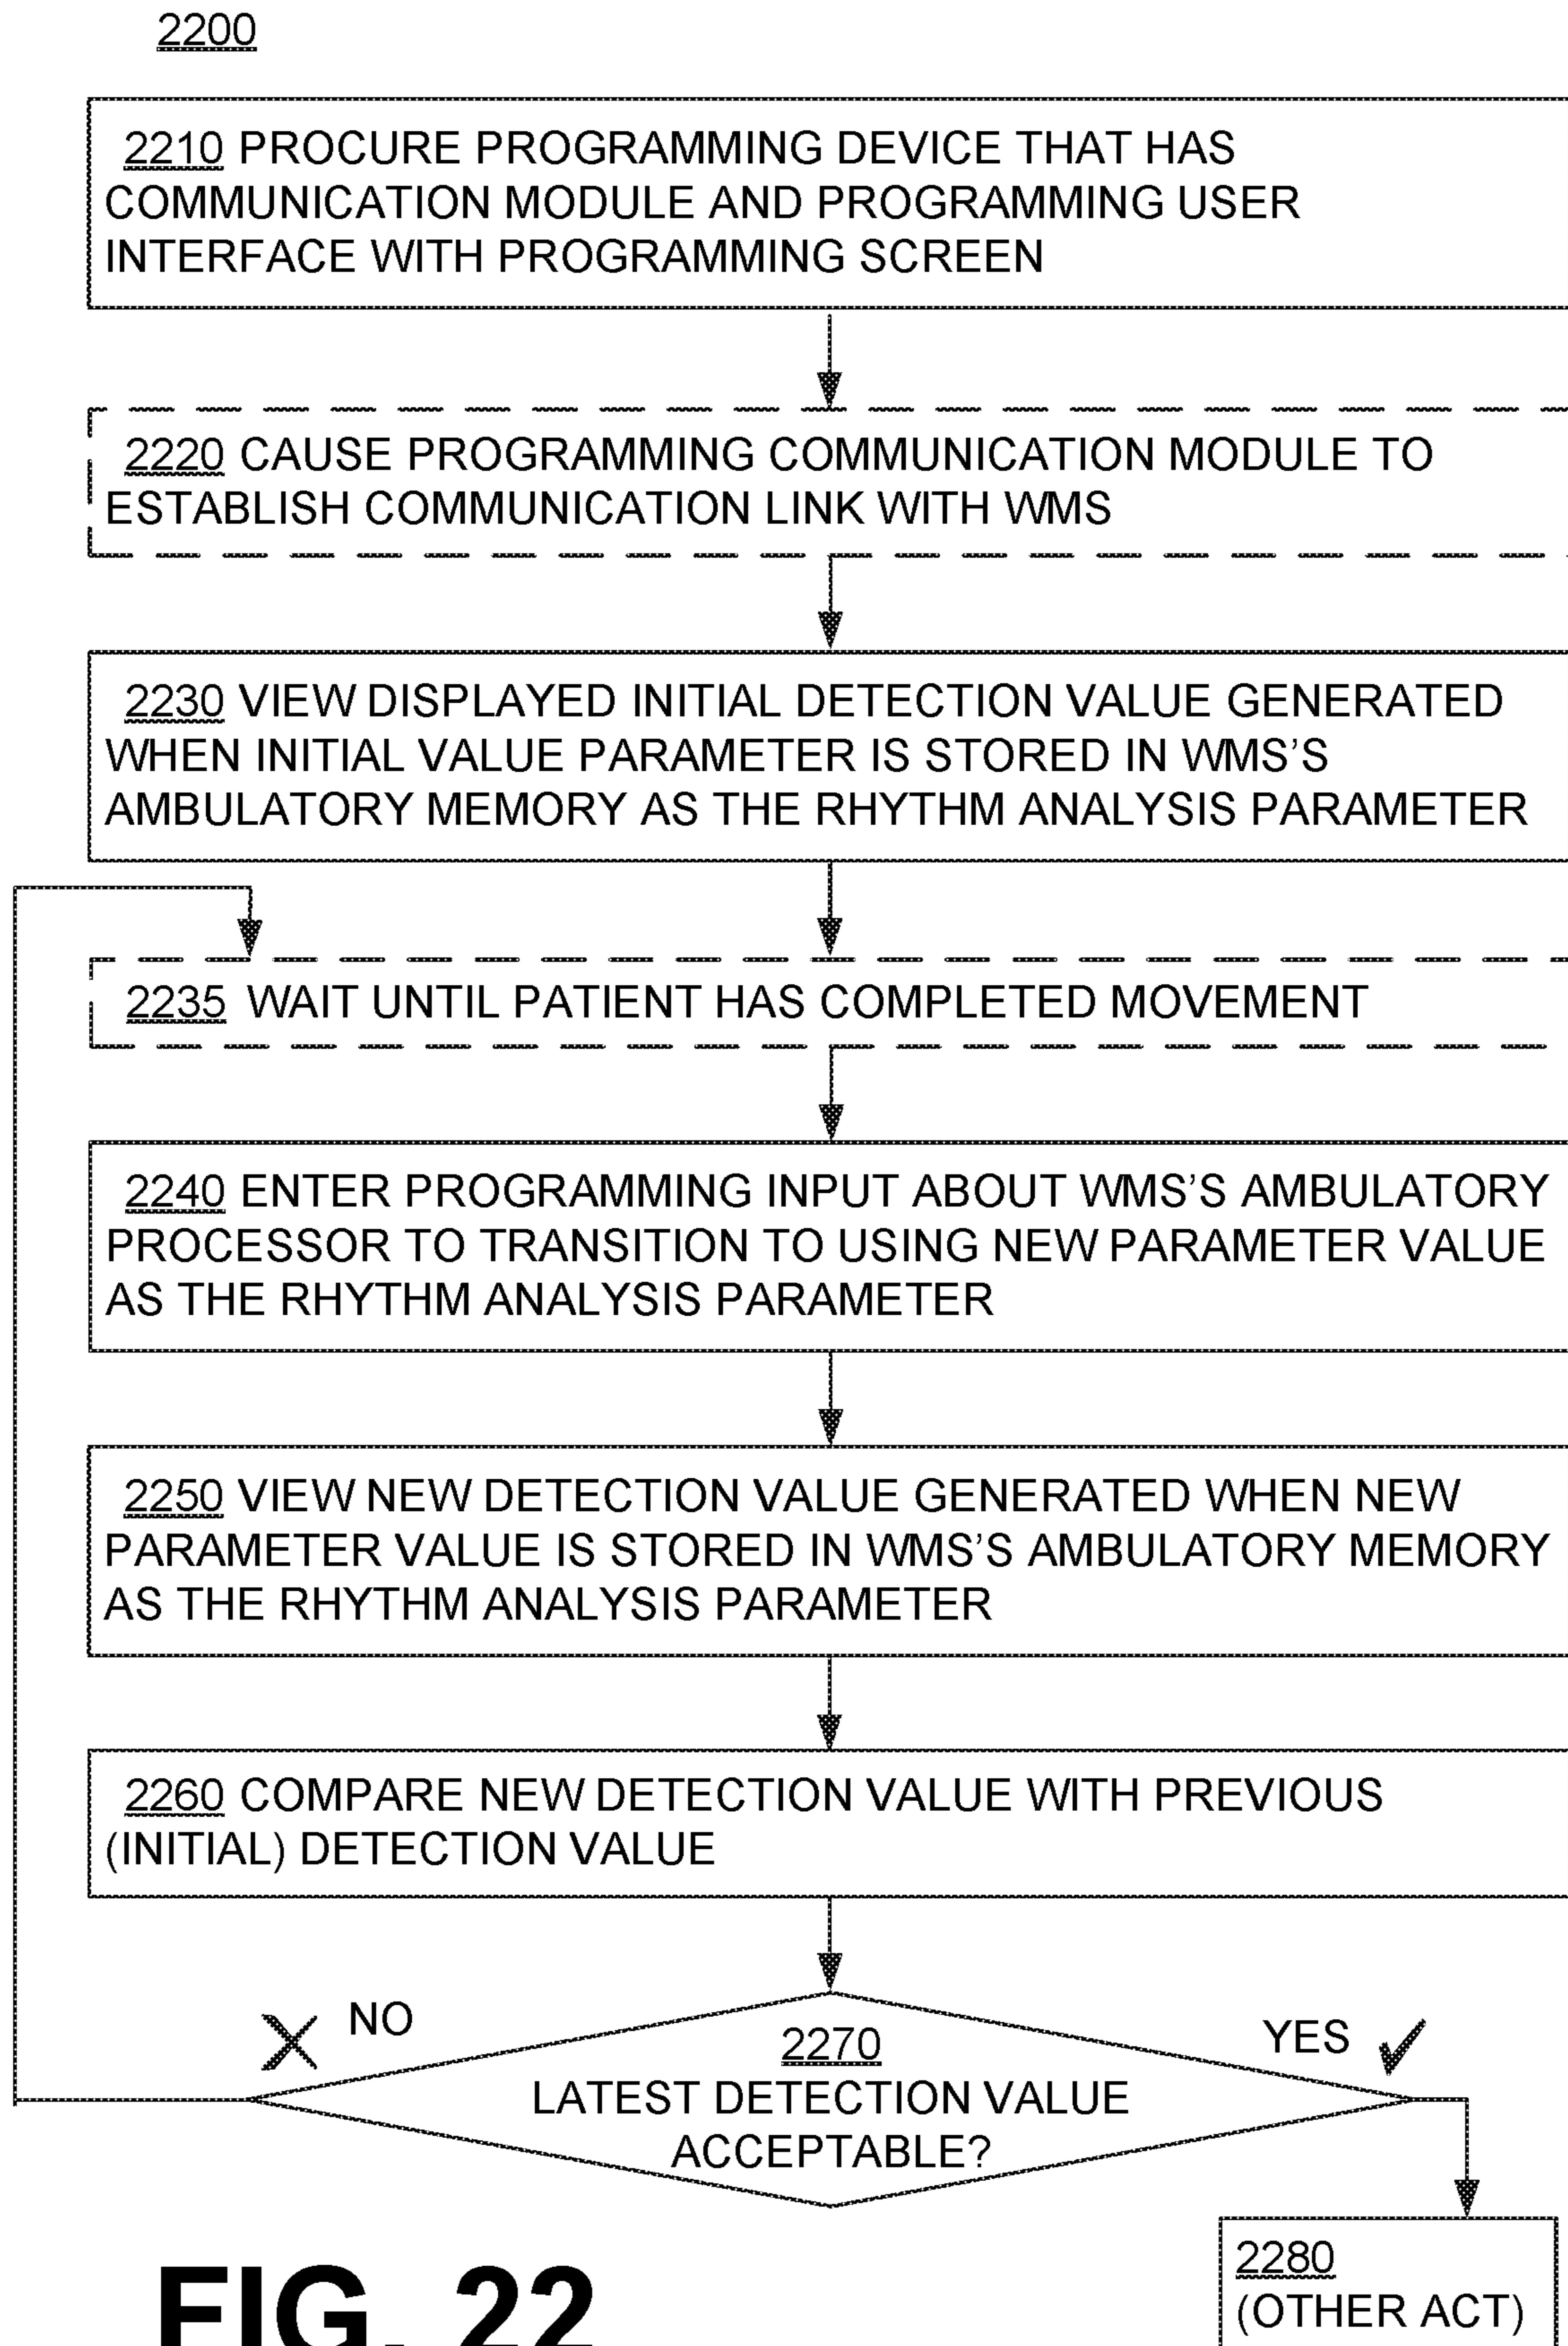 2200
2210 PROCURE PROGRAMMING DEVICE THAT HAS
COMMUNICATION MODULE AND PROGRAMMING USER
INTERFACE WITH PROGRAMMING SCREEN
2220 CAUSE PROGRAMMING COMMUNICATION MODULE TO
ESTABLISH COMMUNICATION LINK WITH WMS
2230 VIEW DISPLAYED INITIAL DETECTION VALUE GENERATED
WHEN INITIAL VALUE PARAMETER IS STORED IN WMS'S
AMBULATORY MEMORY AS THE RHYTHM ANALYSIS PARAMETER
2235 WAIT UNTIL PATIENT HAS COMPLETED MOVEMENT
2240 ENTER PROGRAMMING INPUT ABOUT WMS'S AMBULATORY
PROCESSOR TO TRANSITION TO USING NEW PARAMETER VALUE
AS THE RHYTHM ANALYSIS PARAMETER
2250 VIEW NEW DETECTION VALUE GENERATED WHEN NEW
PARAMETER VALUE IS STORED IN WMS'S AMBULATORY MEMORY
AS THE RHYTHM ANALYSIS PARAMETER
2260 COMPARE NEW DETECTION VALUE WITH PREVIOUS
(INITIAL) DETECTION VALUE
NO
YES
2270
LATEST DETECTION VALUE
ACCEPTABLE?
2280
(OTHER ACT)
FIG. 22